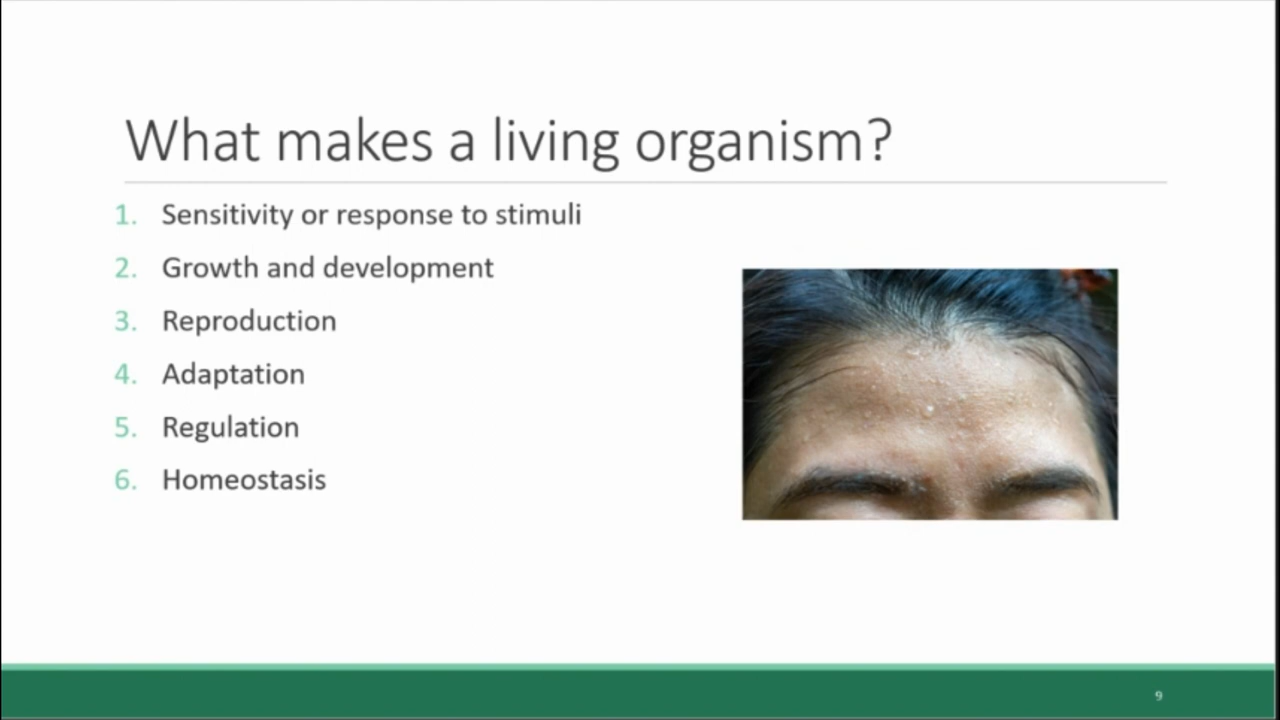 What makes a living organism?
1. Sensitivity or response to stimuli
2. Growth and development
3. Reproduction
4. Adaptation
5. Regulation
6. Homeostasis
9